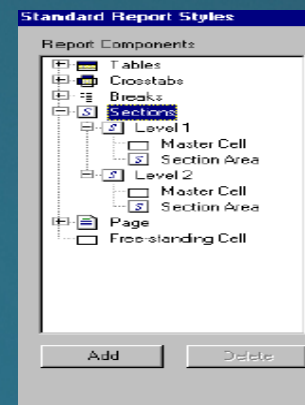 Standard Report Styles
Report Components
Tables
Crosstabs
Breaks
S Sections
S Level 1
Master Cell
S Section Area
S Level 2
Master Cell
S Section Area
Page
Free-standing Cell
Add Delete